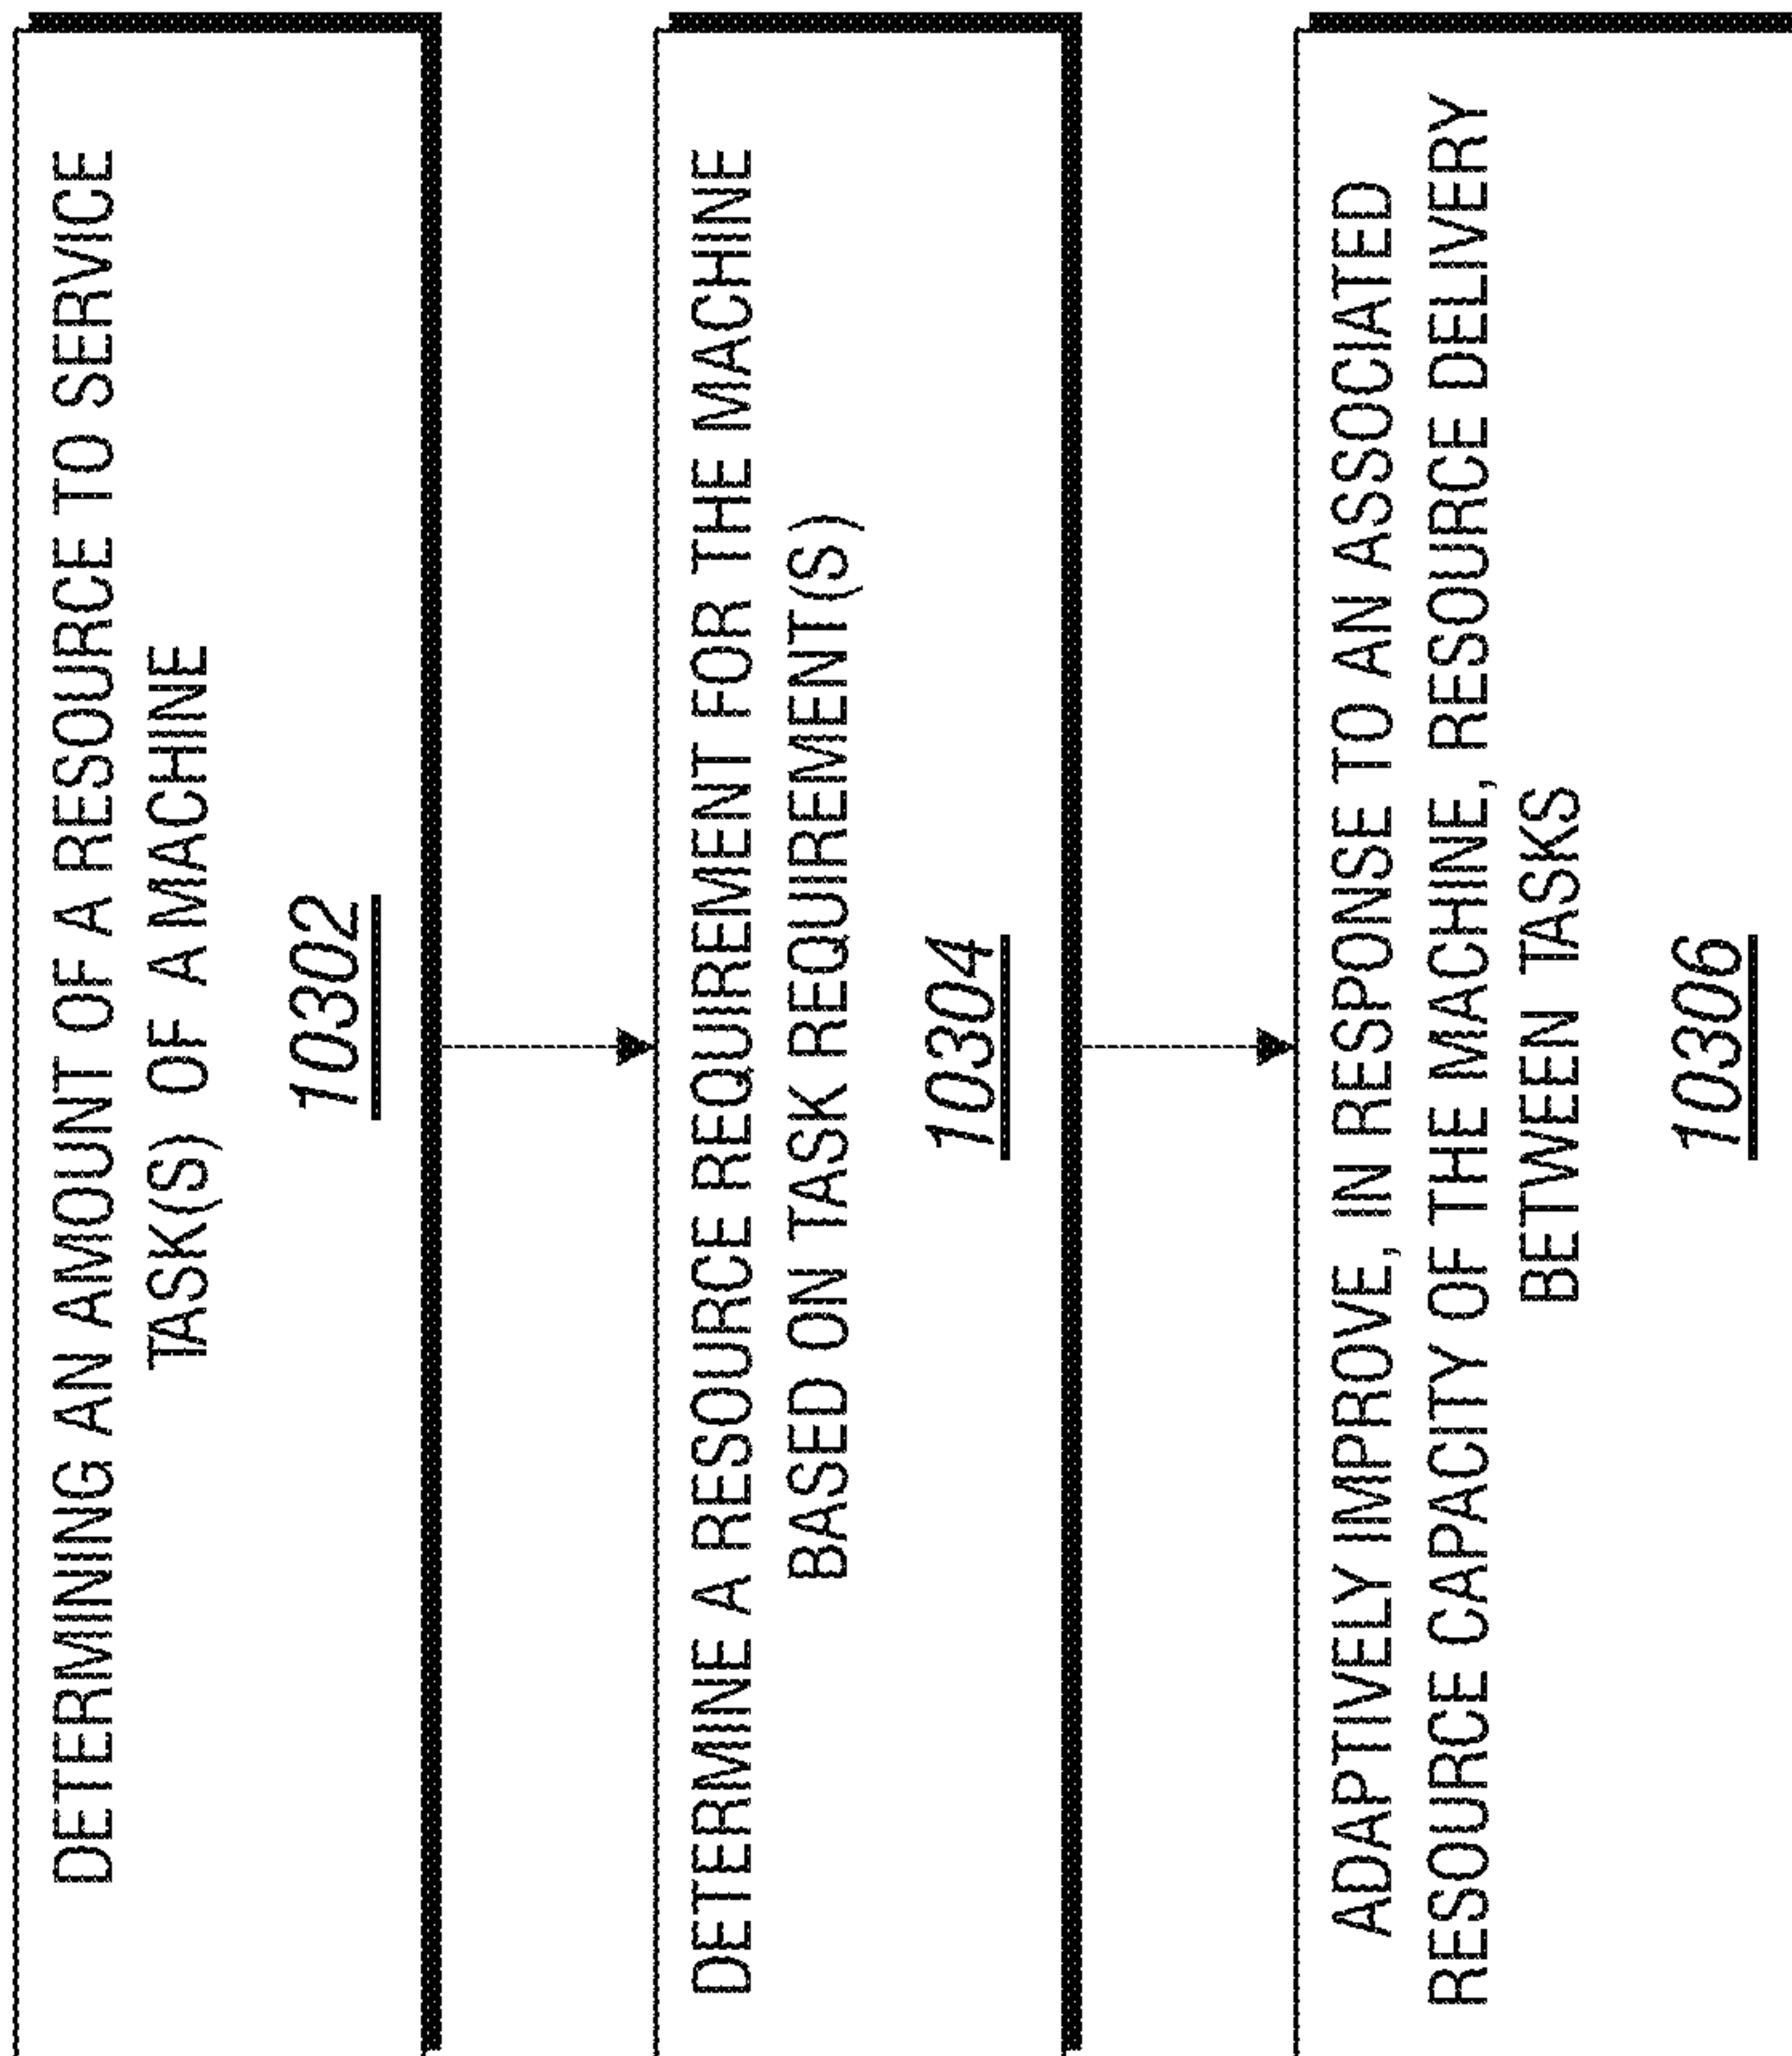 DETERMINING AN AMOUNT OF A RESOURCE TO SERVICE
TASK(S) OF A MACHINE
10302
DETERMINE A RESOURCE REQUIREMENT FOR THE MACHINE
BASED ON TASK REQUIREMENT(S)
10304
ADAPTIVELY IMPROVE, IN RESPONSE TO AN ASSOCIATED
RESOURCE CAPACITY OF THE MACHINE, RESOURCE DELIVERY
BETWEEN TASKS
10306